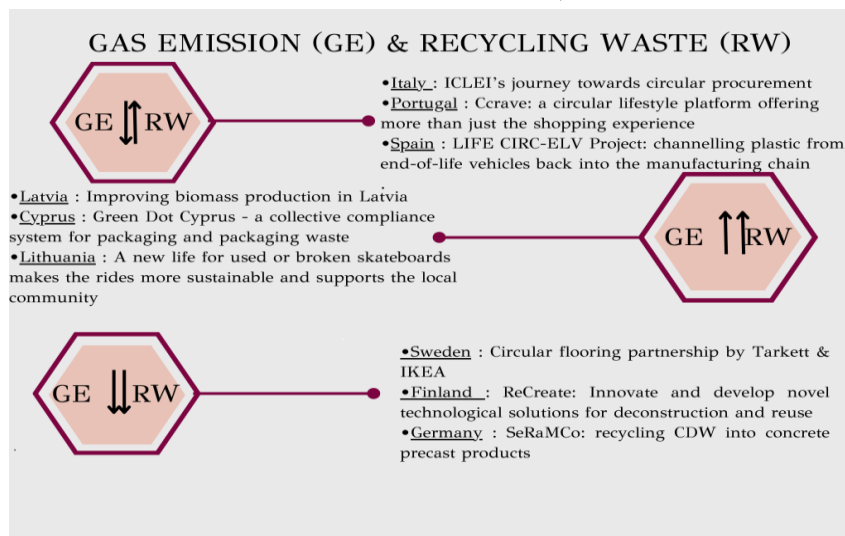 GAS EMISSION (GE) & RECYCLING WASTE (RW)
GE ↓↑ RW
•Italy : ICLEI's journey towards circular procurement
•Portugal : Ccrave: a circular lifestyle platform offering
more than just the shopping experience
•Spain : LIFE CIRC-ELV Project: channelling plastic from
end-of-life vehicles back into the manufacturing chain
•Latvia : Improving biomass production in Latvia
•Cyprus : Green Dot Cyprus - a collective compliance
system for packaging and packaging waste
•Lithuania : A new life for used or broken skateboards
makes the rides more sustainable and supports the local
community
GE ↑↑ RW
GE ↓↓ RW
•Sweden : Circular flooring partnership by Tarkett &
IKEA
•Finland : ReCreate: Innovate and develop novel
technological solutions for deconstruction and reuse
•Germany : SeRaMCo: recycling CDW into concrete
precast products